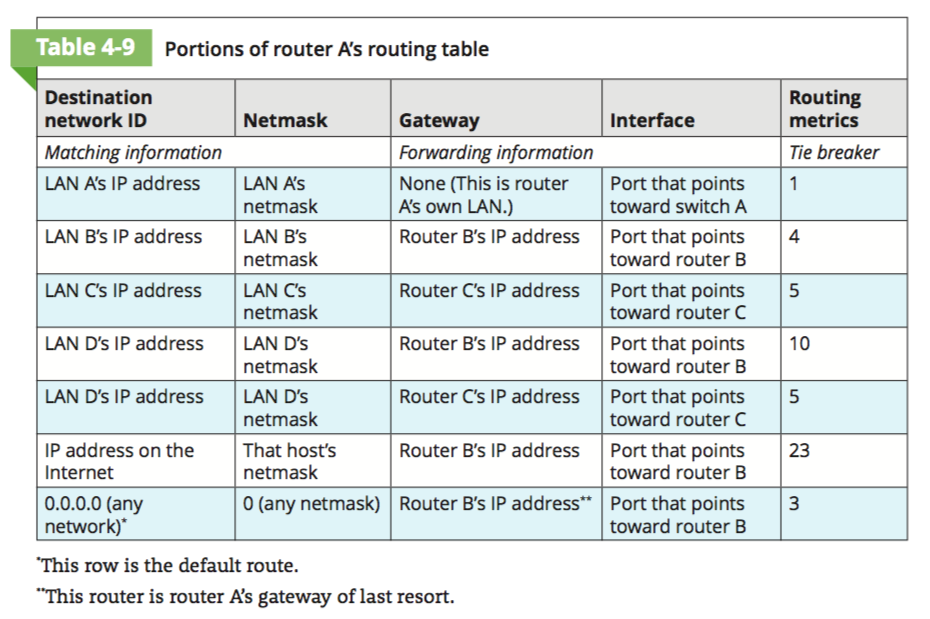 Table 4-9 Portions of router A’s routing table
Destination network ID Netmask Gateway Interface Routing metrics
Matching information Forwarding information Tie breaker
LAN A’s IP address LAN A’s netmask None (This is router A’s own LAN.) Port that points toward switch A 1
LAN B’s IP address LAN B’s netmask Router B’s IP address Port that points toward router B 4
LAN C’s IP address LAN C’s netmask Router C’s IP address Port that points toward router C 5
LAN D’s IP address LAN D’s netmask Router B’s IP address Port that points toward router B 10
LAN D’s IP address LAN D’s netmask Router C’s IP address Port that points toward router C 5
IP address on the Internet That host’s netmask Router B’s IP address Port that points toward router B 23
0.0.0.0 (any network)* 0 (any netmask) Router B’s IP address** Port that points toward router B 3
*This row is the default route.
**This router is router A’s gateway of last resort.